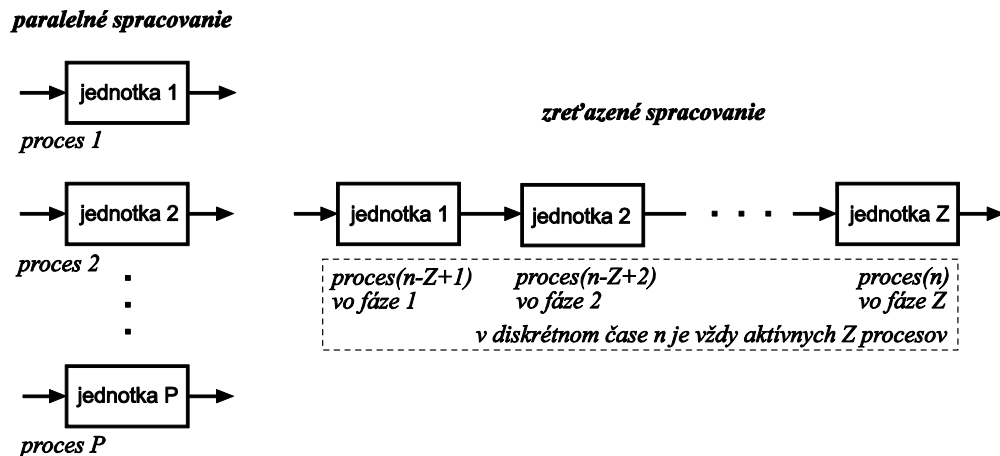 paralelné spracovanie
jednotka 1
proces 1
jednotka 2
proces 2
jednotka P
proces P
zreťazené spracovanie
jednotka 1
jednotka 2
jednotka Z
proces(n-Z+1)
vo fáze 1
proces(n-Z+2)
vo fáze 2
proces(n)
vo fáze Z
v diskrétnom čase n je vždy aktívnych Z procesov